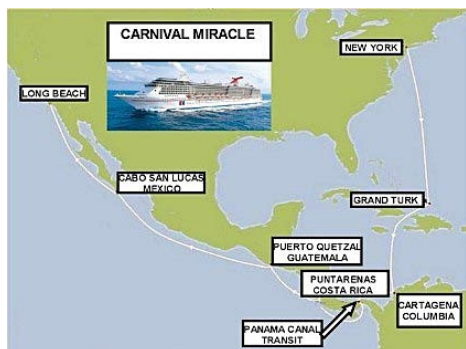 CARNIVAL MIRACLE
NEW YORK
LONG BEACH
CABO SAN LUCAS
MEXICO
GRAND TURK
PUERTO QUETZAL
GUATEMALA
PUNTARENAS
COSTA RICA
CARTAGENA
COLUMBIA
PANAMA CANAL
TRANSIT